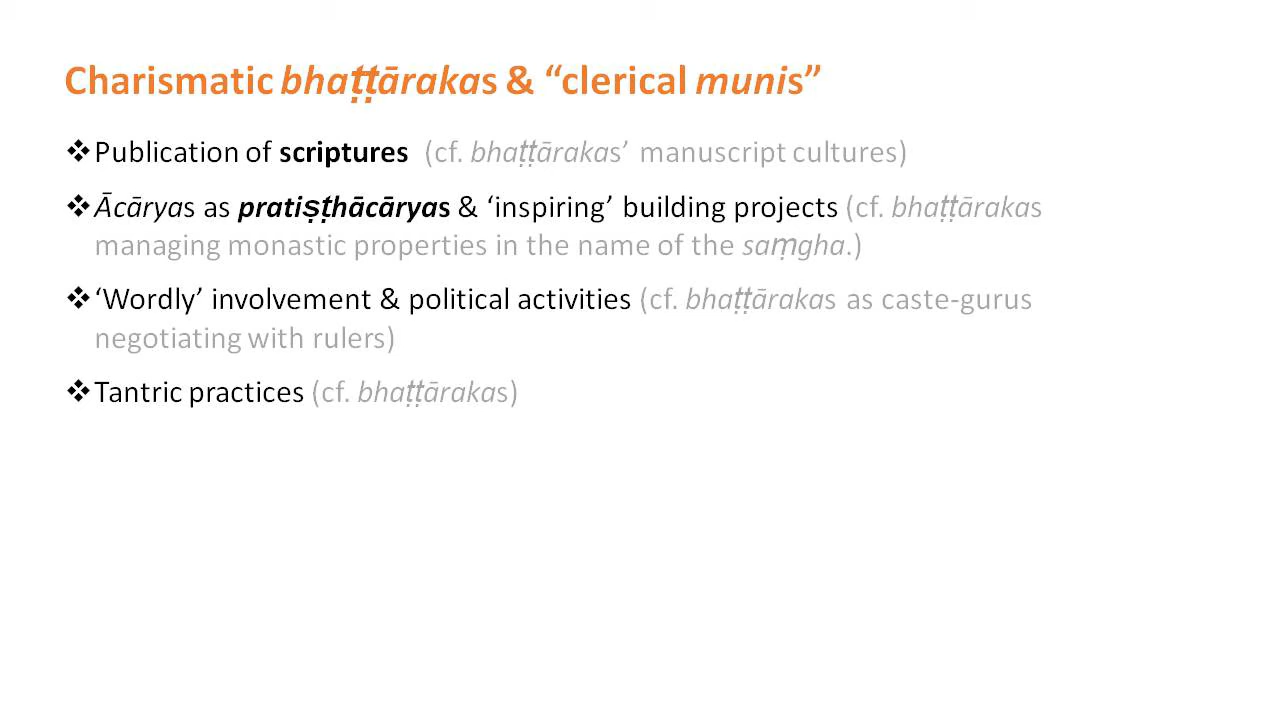 Charismatic bhaṭṭārakas & “clerical munis”
❖Publication of scriptures (cf. bhaṭṭārakas’ manuscript cultures)
❖Ācāryas as pratiṣṭhācāryas & ‘inspiring’ building projects (cf. bhaṭṭārakas
managing monastic properties in the name of the saṃgha.)
❖‘Wordly’ involvement & political activities (cf. bhaṭṭārakas as caste-gurus
negotiating with rulers)
❖Tantric practices (cf. bhaṭṭārakas)